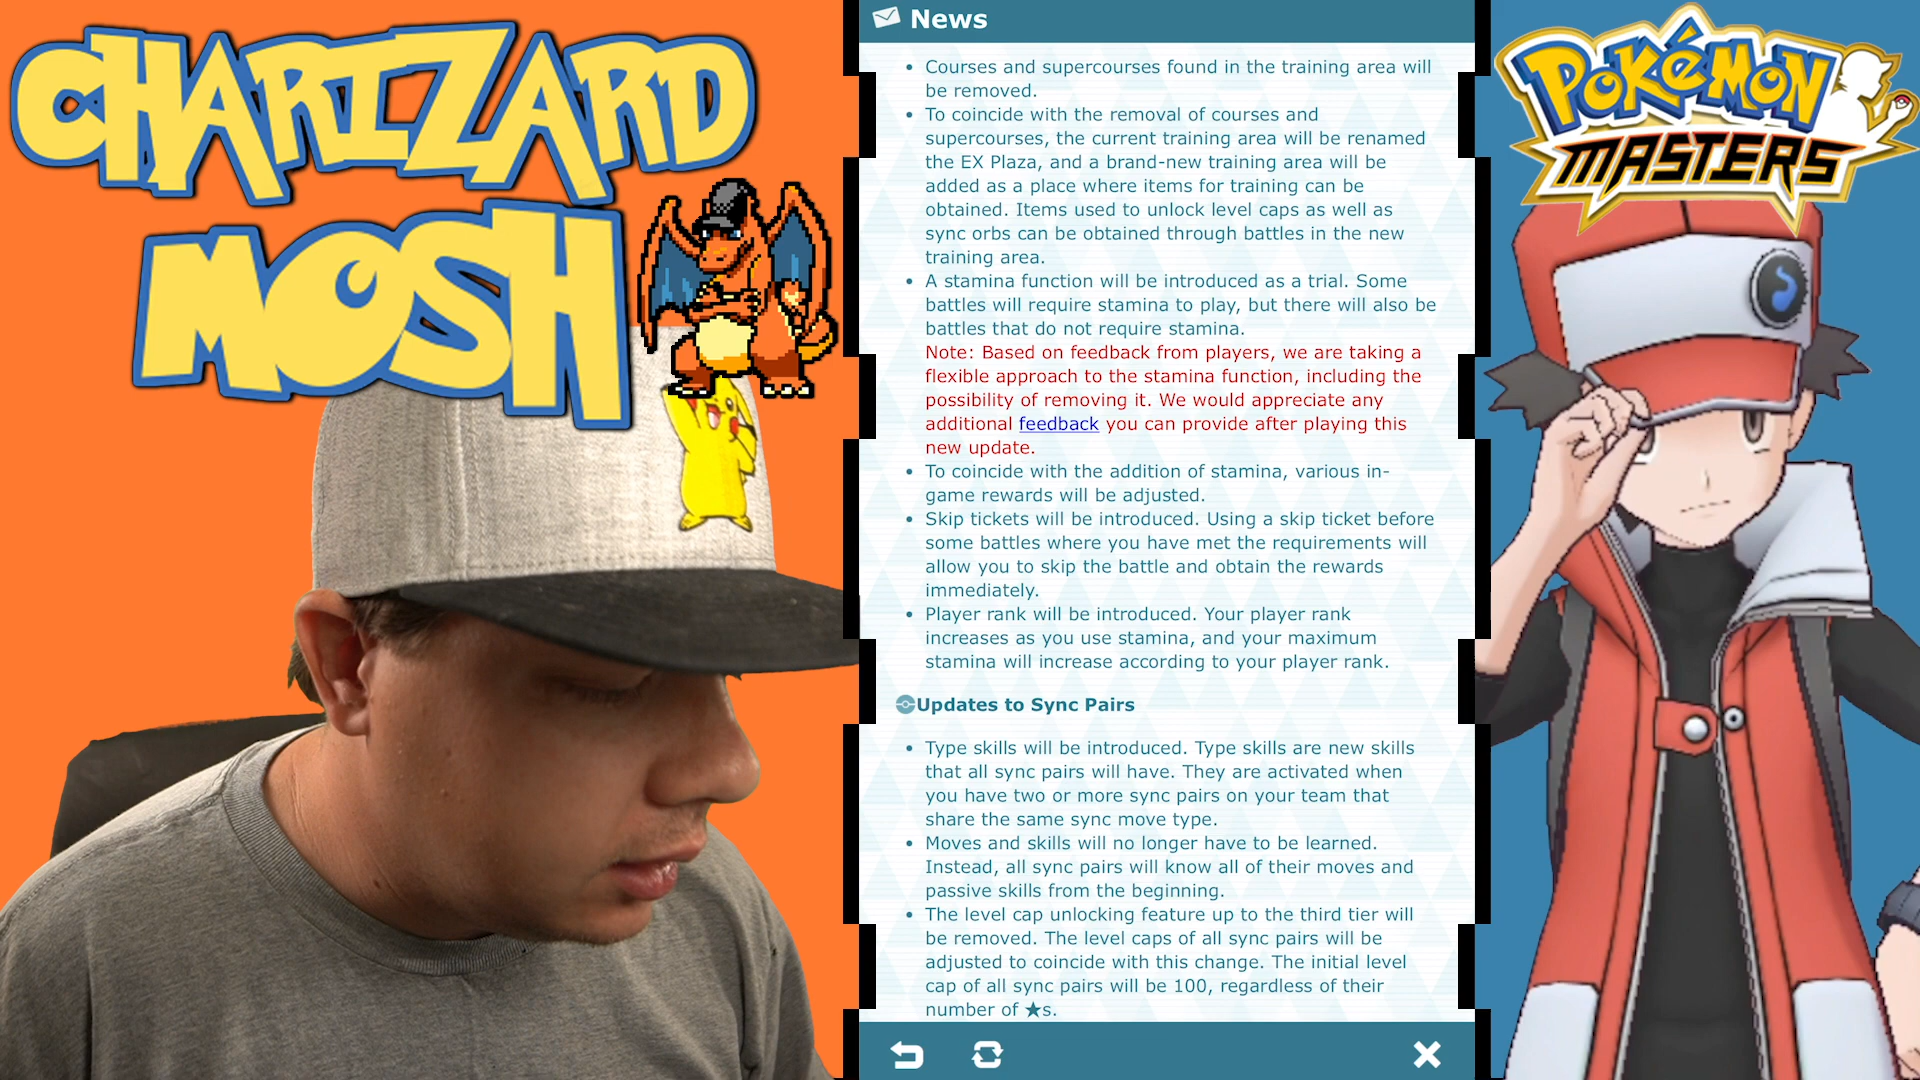 CHARIZARD
MOSH
News
• Courses and supercourses found in the training area will
be removed.
• To coincide with the removal of courses and
supercourses, the current training area will be renamed
the EX Plaza, and a brand-new training area will be
added as a place where items for training can be
obtained. Items used to unlock level caps as well as
sync orbs can be obtained through battles in the new
training area.
• A stamina function will be introduced as a trial. Some
battles will require stamina to play, but there will also be
battles that do not require stamina.
Note: Based on feedback from players, we are taking a
flexible approach to the stamina function, including the
possibility of removing it. We would appreciate any
additional feedback you can provide after playing this
new update.
• To coincide with the addition of stamina, various in-
game rewards will be adjusted.
• Skip tickets will be introduced. Using a skip ticket before
some battles where you have met the requirements will
allow you to skip the battle and obtain the rewards
immediately.
• Player rank will be introduced. Your player rank
increases as you use stamina, and your maximum
stamina will increase according to your player rank.
Updates to Sync Pairs
• Type skills will be introduced. Type skills are new skills
that all sync pairs will have. They are activated when
you have two or more sync pairs on your team that
share the same sync move type.
• Moves and skills will no longer have to be learned.
Instead, all sync pairs will know all of their moves and
passive skills from the beginning.
• The level cap unlocking feature up to the third tier will
be removed. The level caps of all sync pairs will be
adjusted to coincide with this change. The initial level
cap of all sync pairs will be 100, regardless of their
number of ★s.
POKéMON
MASTERS